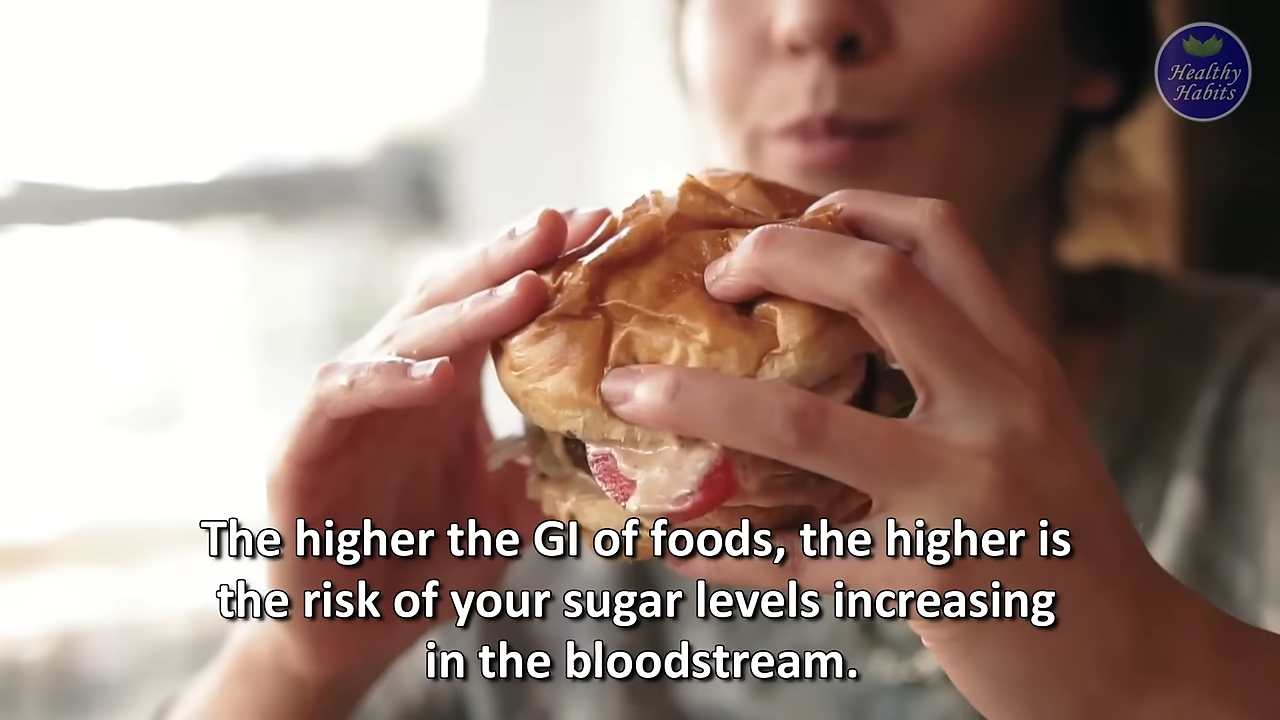 Healthy
Habits
The higher the GI of foods, the higher is
the risk of your sugar levels increasing
in the bloodstream.